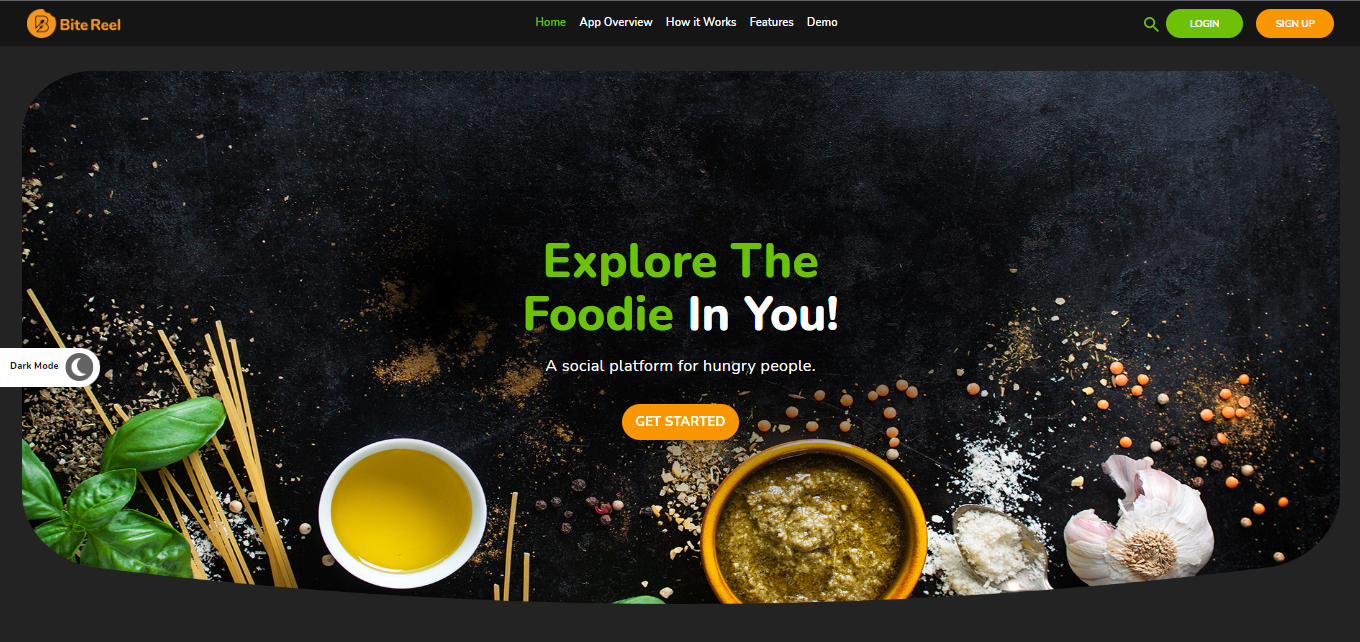 Bite Reel
Home App Overview How it Works Features Demo
LOGIN
SIGN UP
Explore The
Foodie In You!
A social platform for hungry people.
Dark Mode
GET STARTED